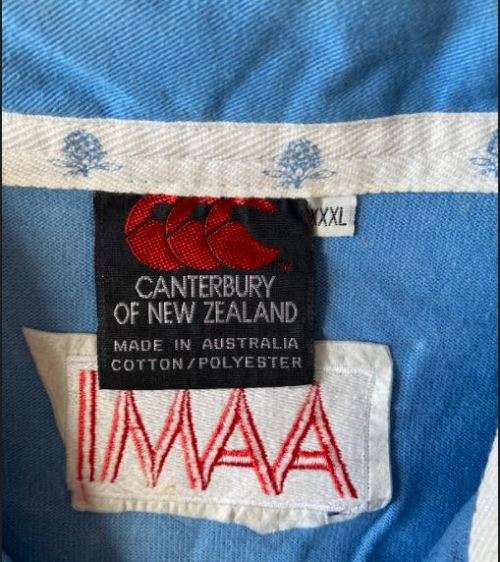 XXXL
CANTERBURY
OF NEW ZEALAND
MADE IN AUSTRALIA
COTTON/POLYESTER
IMAA